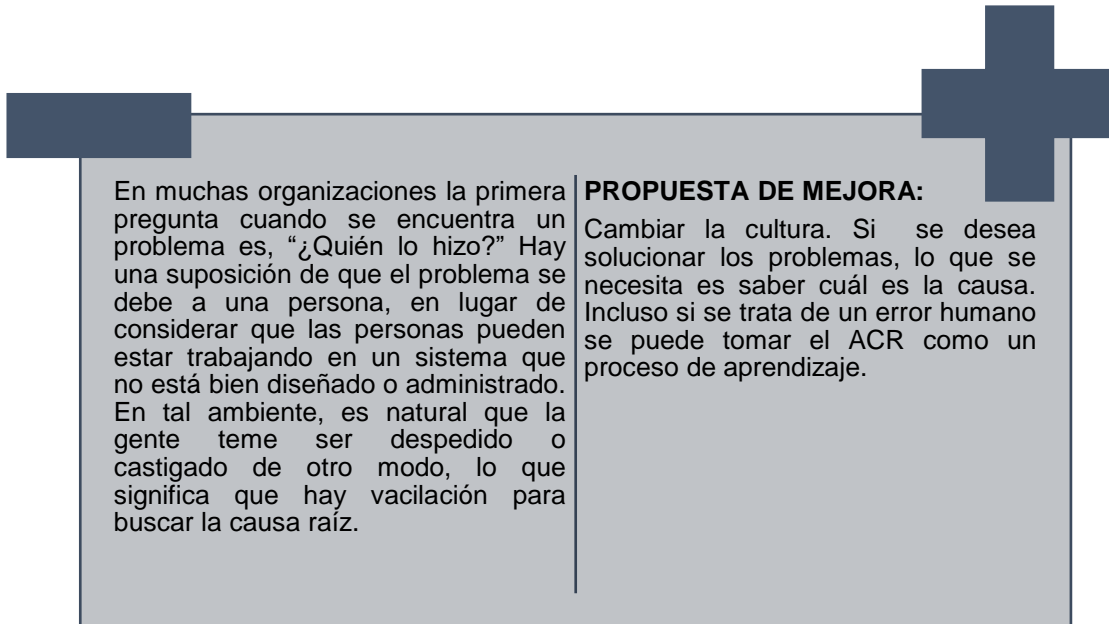 En muchas organizaciones la primera
pregunta cuando se encuentra un
problema es, “¿Quién lo hizo?” Hay
una suposición de que el problema se
debe a una persona, en lugar de
considerar que las personas pueden
estar trabajando en un sistema que
no está bien diseñado o administrado.
En tal ambiente, es natural que la
gente teme ser despedido o
castigado de otro modo, lo que
significa que hay vacilación para
buscar la causa raíz.
PROPUESTA DE MEJORA:
Cambiar la cultura. Si se desea
solucionar los problemas, lo que se
necesita es saber cuál es la causa.
Incluso si se trata de un error humano
se puede tomar el ACR como un
proceso de aprendizaje.